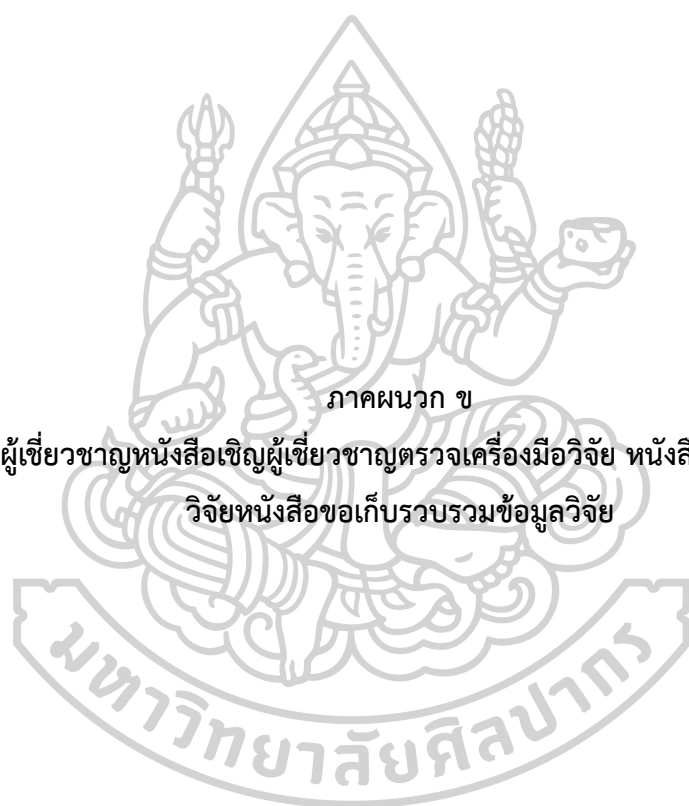 ภาคผนวก ข
ผู้เชี่ยวชาญหนังสือเชิญผู้เชี่ยวชาญตรวจเครื่องมือวิจัย
วิจัยหนังสือขอเก็บรวบรวมข้อมูลวิจัย
มหาวิทยาลัยศิลปากร